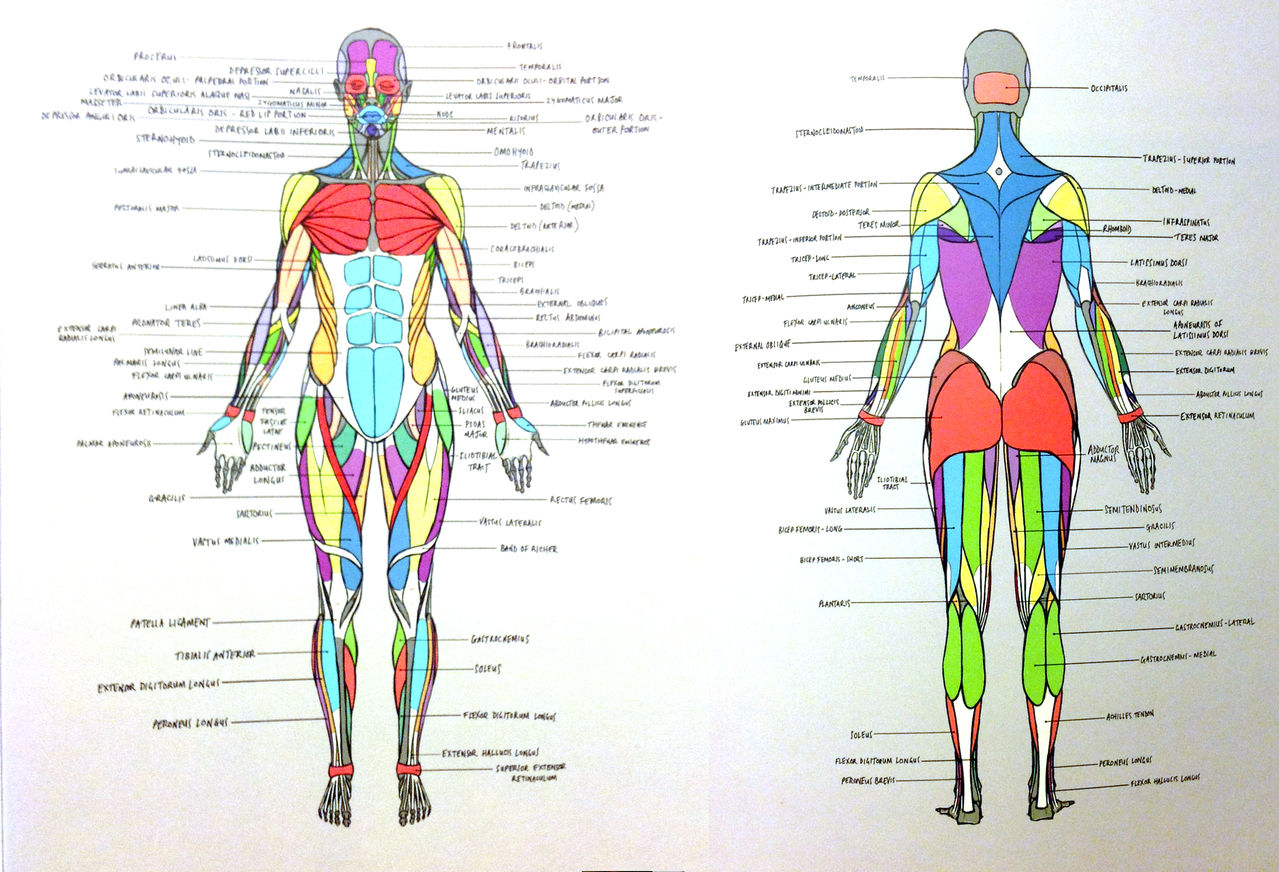 PROCERUS
DEPRESSOR SUPERCILLI
ORBICULARIS OCULI - PALPEDRAL PORTION
NASALIS
LEVATOR LABII SUPERIORIS ALAQUE NASI
ZYGOMATICUS MINOR
MASSETER
ORBICULARIS ORIS - RED LIP PORTION
DEPRESOR ANGULI ORIS
DEPRESSOR LABII INFERIORIS
STERNOHYOID
STERNOCLEIDONASTOID
PECTORALIS MAJOR
LADISIMUS DORSI
SERRATUS ANTERIOR
LINEA ALBA
PRONATOR TERES
EXTENSOR CARPI
RADIALIS LONGUS
SEMILUNAR LINE
PALMARIS LONGUS
FLEXOR CARPI ULNARIS
APONEUROSIS
FLEXOR RETINACULUM
TENSOR
FASCIAE
LATAE
PALMAR APONEUROSIS
PECTINEUS
ADDUCTOR
LONGUS
GRACILIS
SARTORIUS
VASTUS MEDIALIS
PATELLA LIGAMENT
TIBIALIS ANTERIOR
EXTENOR DIGITORUM LONGUS
PERONEUS LONGUS
FRONTALIS
TEMPORALIS
ORBICULARIS OCULI - ORBITAL PORTION
LEVATOR LABII SUPERIORIS
ZYGOMATICUS MAJOR
NODE
RISORIUS
ORBICULARIS ORIS -
OUTER PORTION
MENTALIS
OMOHYOID
TRAPEZIUS
INFRACLAVICULAR FOSSA
DELTOID (MEDIAL)
DELTOID (ANTERIOR)
CORACOBRACHIALIS
BICEPS
TRICEPS
BRACHIALIS
EXTERNAL OBLIQUES
RECTUS ABDOMINUS
BICIPITAL APONEUROSIS
BRACHIORADIALIS
FLEXOR CARPI RADIALIS
EXTENSOR CARPI RADIALIS BREVIS
FLEXOR DIGITORUM
SUPERFICIALIS
GLUTEUS
MEDIUS
ABDUCTOR POLLICIS LONGUS
ILIACUS
PSOAS
MAJOR
THENAR EMINENCE
HYPOTHENAR EMINENCE
ILIOTIBIAL
TRACT
RECTUS FEMORIS
VASTUS LATERALIS
BAND OF RICHER
GASTROCNEMIUS
SOLEUS
FLEXOR DIGITORUM LONGUS
EXTENSOR HALLUCIS LONGUS
SUPERIOR EXTENSOR
RETINACULUM
TEMPORALIS
STERNOCLEIDONASTOID
TRAPEZIUS - INTERMEDIATE PORTION
DELTOID - POSTERIOR
TERES MINOR
TRAPEZIUS - INFERIOR PORTION
TRICEP - LONG
TRICEP - LATERAL
TRICEP - MEDIAL
ANCONEUS
FLEXOR CARPI ULNARIS
EXTERNAL OBLIQUE
EXTENSOR CARPI ULNARIS
GLUTEUS MEDIUS
EXTENSOR DIGITI MINIMI
EXTENSOR POLLICIS
BREVIS
GLUTEUS MAXIMUS
ILIOTIBIAL
TRACT
VASTUS LATERALIS
BICEP FEMORIS - LONG
BICEP FEMORIS - SHORT
PLANTARIS
SOLEUS
FLEXOR DIGITORUM LONGUS
PERONEUS BREVIS
OCCIPITALIS
TRAPEZIUS - SUPERIOR PORTION
DELTOID - MEDIAL
INFRASPINATUS
RHOMBOID
TERES MAJOR
LATISSIMUS DORSI
BRACHIORADIALIS
EXTENSOR CARPI RADIALIS
LONGUS
APONEUROSIS OF
LATISSIMUS DORSI
EXTENSOR CARPI RADIALIS BREVIS
EXTENSOR DIGITORUM
ABDUCTOR POLLICIS LONGUS
EXTENSOR RETINACULUM
ADDUCTOR
MAGNUS
SEMITENDINOSUS
GRACILIS
VASTUS INTERMEDIUS
SEMIMEMBRANOSUS
SARTORIUS
GASTROCNEMIUS - LATERAL
GASTROCNEMIUS - MEDIAL
ACHILLES TENDON
PERONEUS LONGUS
FLEXOR HALLUCIS LONGUS